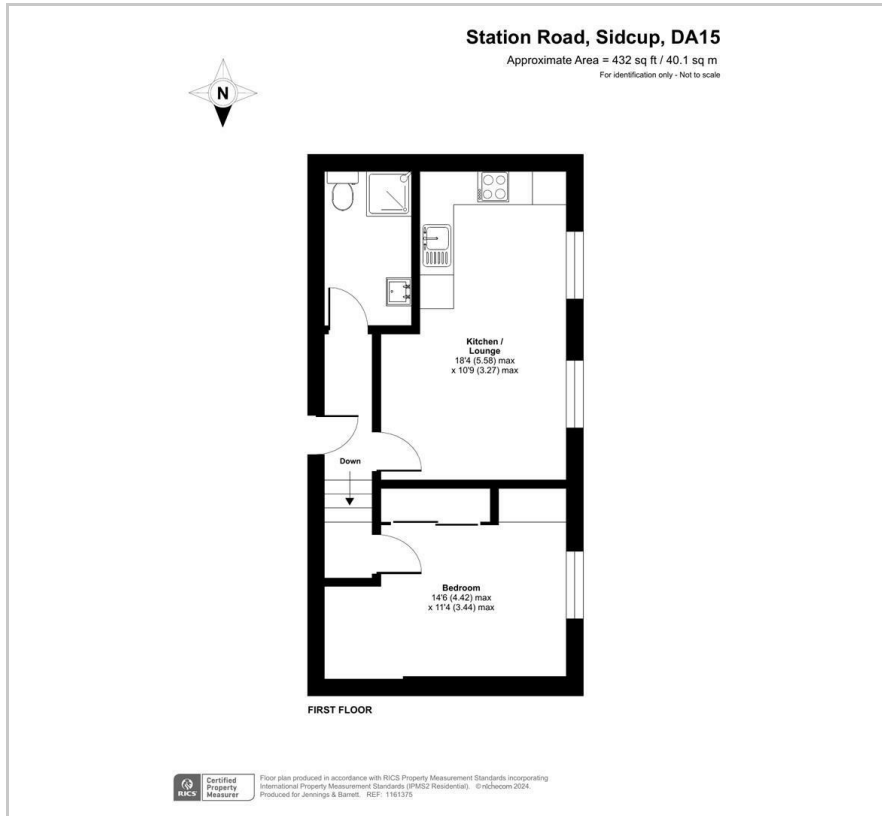 Station Road, Sidcup, DA15
Approximate Area = 432 sq ft / 40.1 sq m
For identification only - Not to scale
N
Kitchen /
Lounge
18'4 (5.58) max
x 10'9 (3.27) max
Down
Bedroom
14'6 (4.42) max
x 11'4 (3.44) max
FIRST FLOOR
RICS
Certified
Property
Measurer
Floor plan produced in accordance with RICS Property Measurement Standards incorporating
International Property Measurement Standards (IPMS2 Residential). © nichecom 2024.
Produced for Jennings & Barrett. REF: 1161375